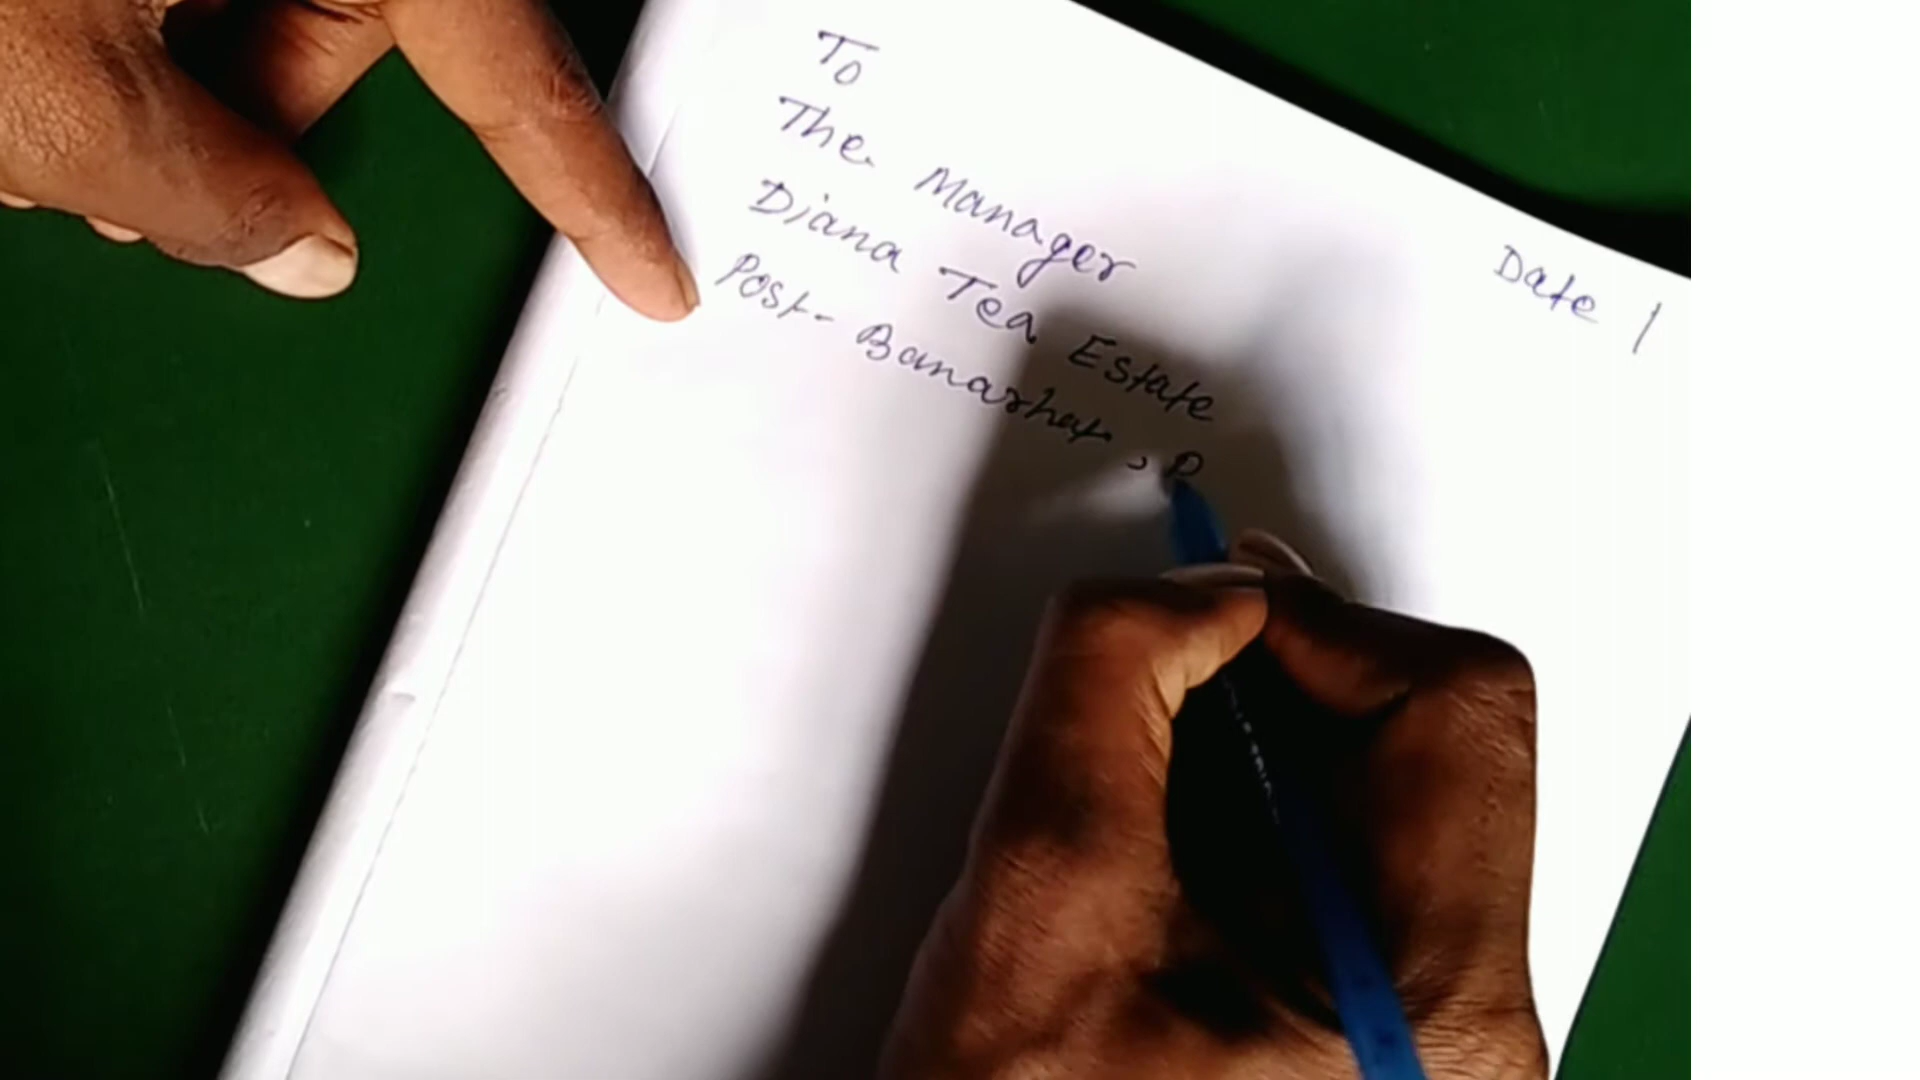 To
The Manager
Date /
Diana Tea Estate
Post- Banarhat, P